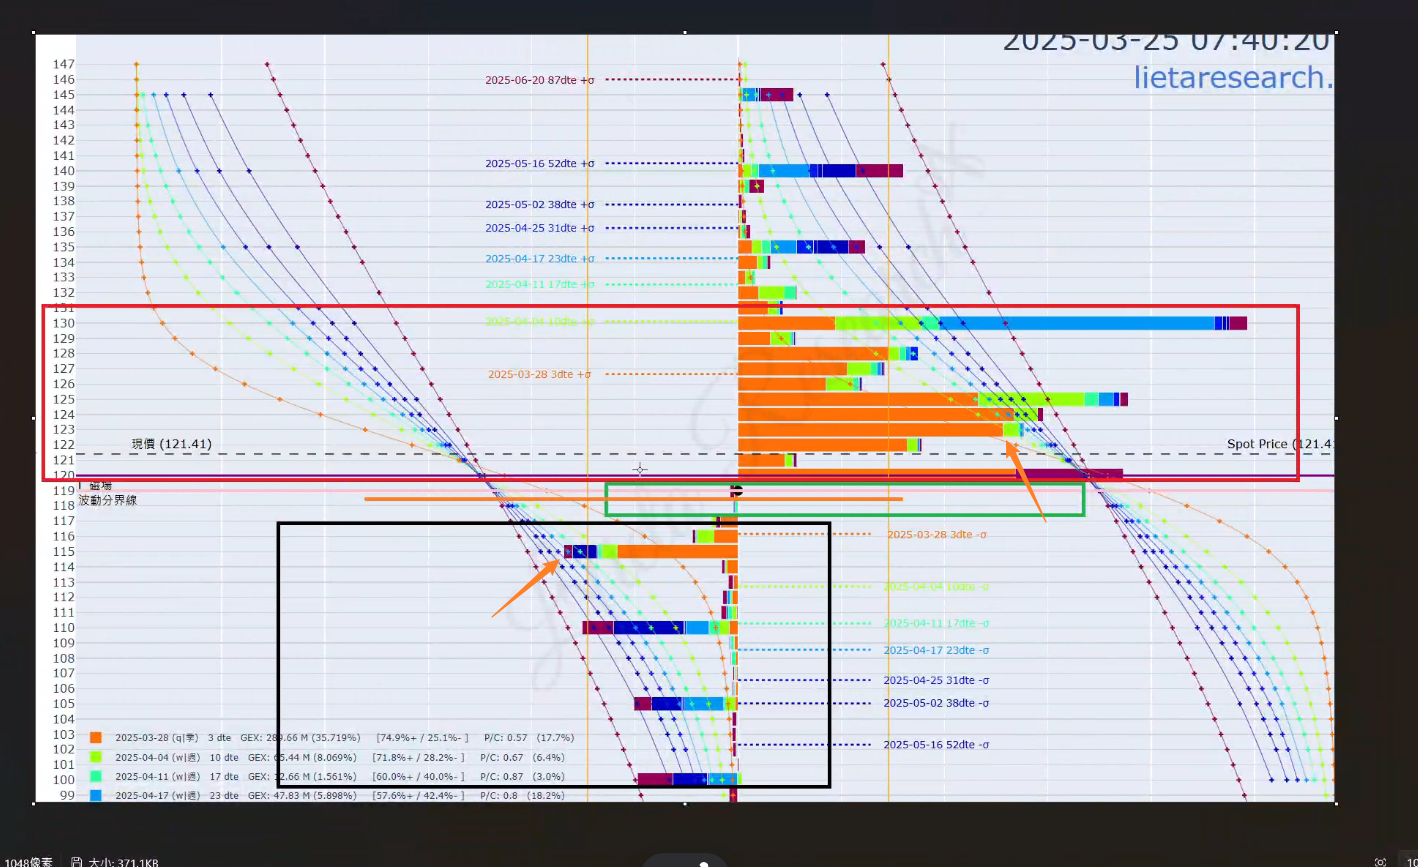 2025-03-25 07:40:20
lietaresearch.
147
146
2025-06-20 87dte +σ
145
144
143
142
141
2025-05-16 52dte +σ
140
139
138
2025-05-02 38dte +σ
137
136
2025-04-25 31dte +σ
135
134
2025-04-17 23dte +σ
133
2025-04-11 17dte +σ
132
131
130
2025-04-04 10dte +σ
129
128
127
2025-03-28 3dte +σ
126
125
124
123
122
現價 (121.41)
Spot Price (121.41
121
120
磁場
119
波動分界線
118
117
116
2025-03-28 3dte -σ
115
114
113
2025-04-04 10dte -σ
112
111
110
2025-04-11 17dte -σ
109
2025-04-17 23dte -σ
108
107
2025-04-25 31dte -σ
106
105
2025-05-02 38dte -σ
104
103
2025-03-28 (q|季) 3 dte GEX: 289.66 M (35.719%) [74.9%+ / 25.1%- ] P/C: 0.57 (17.7%)
102
2025-05-16 52dte -σ
2025-04-04 (w|週) 10 dte GEX: 65.44 M (8.069%) [71.8%+ / 28.2%- ] P/C: 0.67 (6.4%)
101
100
2025-04-11 (w|週) 17 dte GEX: 12.66 M (1.561%) [60.0%+ / 40.0%- ] P/C: 0.87 (3.0%)
99
2025-04-17 (w|週) 23 dte GEX: 47.83 M (5.898%) [57.6%+ / 42.4%- ] P/C: 0.8 (18.2%)
1048像素
大小: 371.1KB
10